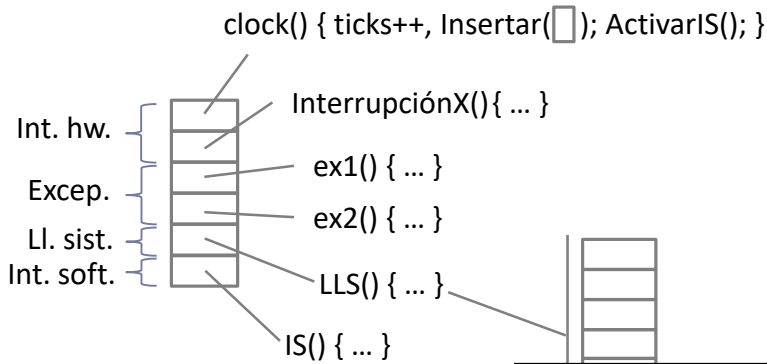 clock() { ticks++, Insertar( ); ActivarIS(); }
Int. hw.
InterrupciónX() { ... }
Excep.
ex1() { ... }
ex2() { ... }
Ll. sist.
Int. soft.
LLS() { ... }
IS() { ... }